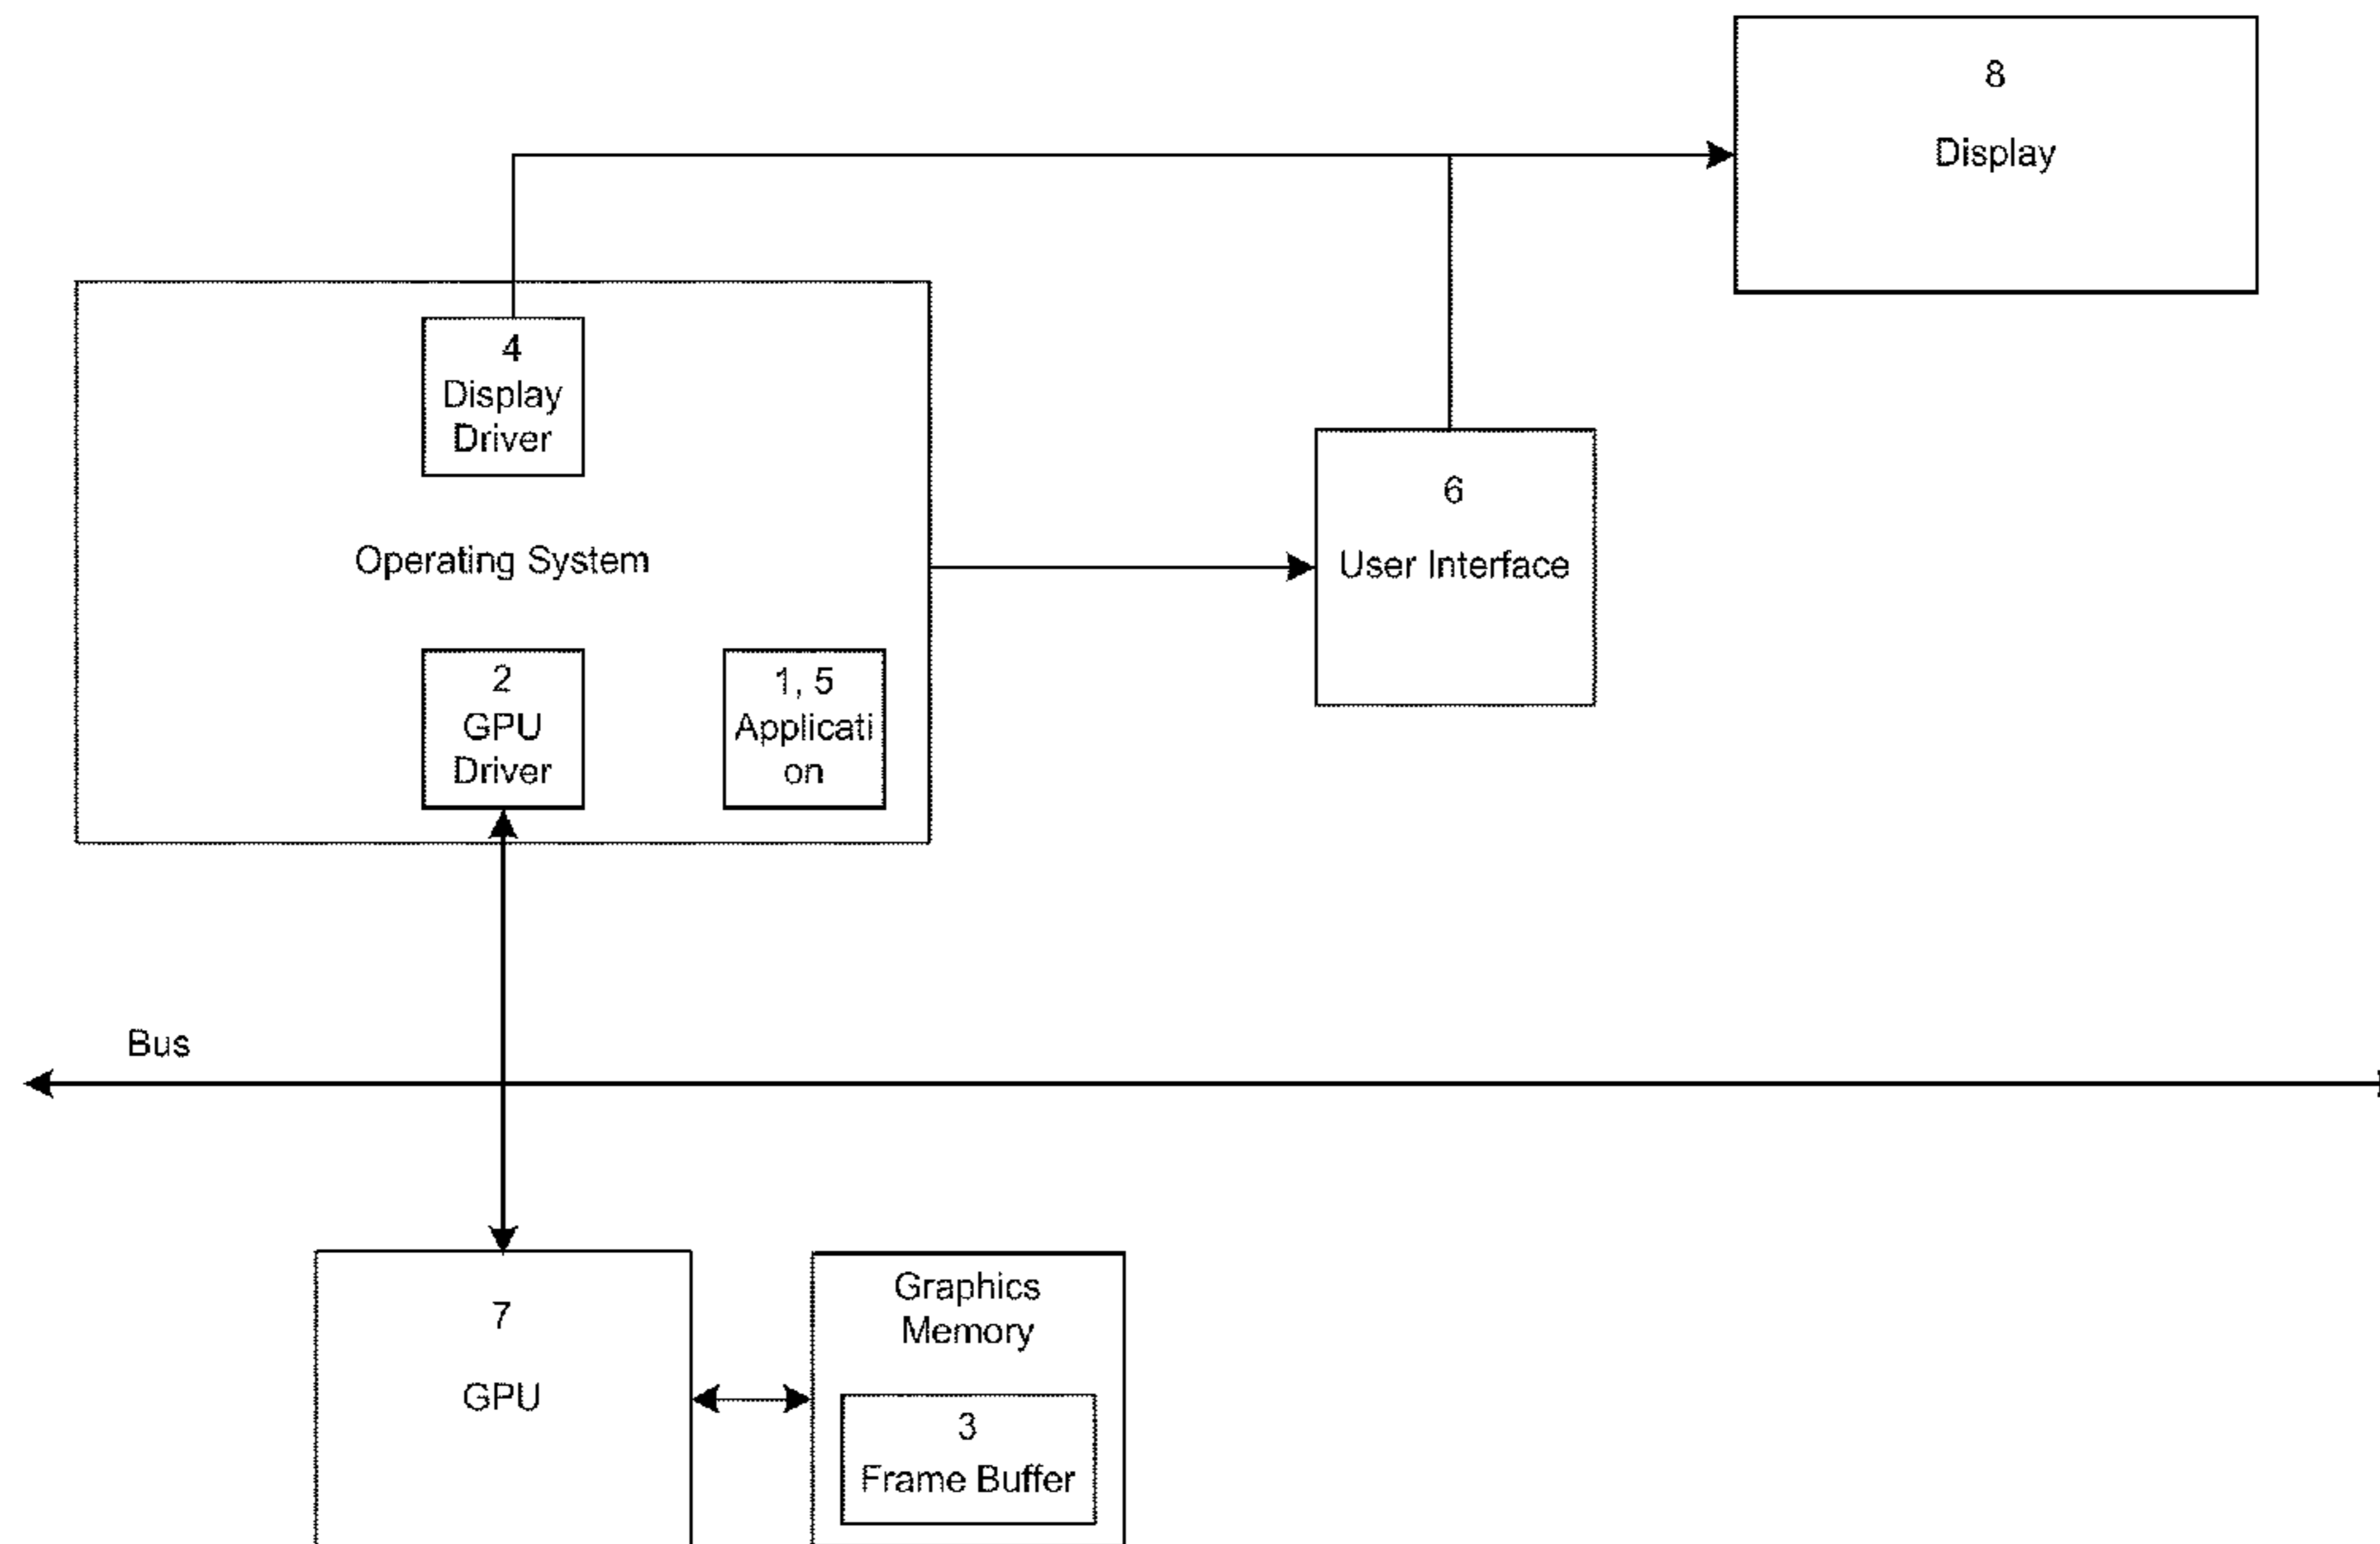 8
Display
4
Display
Driver
Operating System
6
User Interface
2
GPU
Driver
1, 5
Applicati
on
Bus
7
GPU
Graphics
Memory
3
Frame Buffer